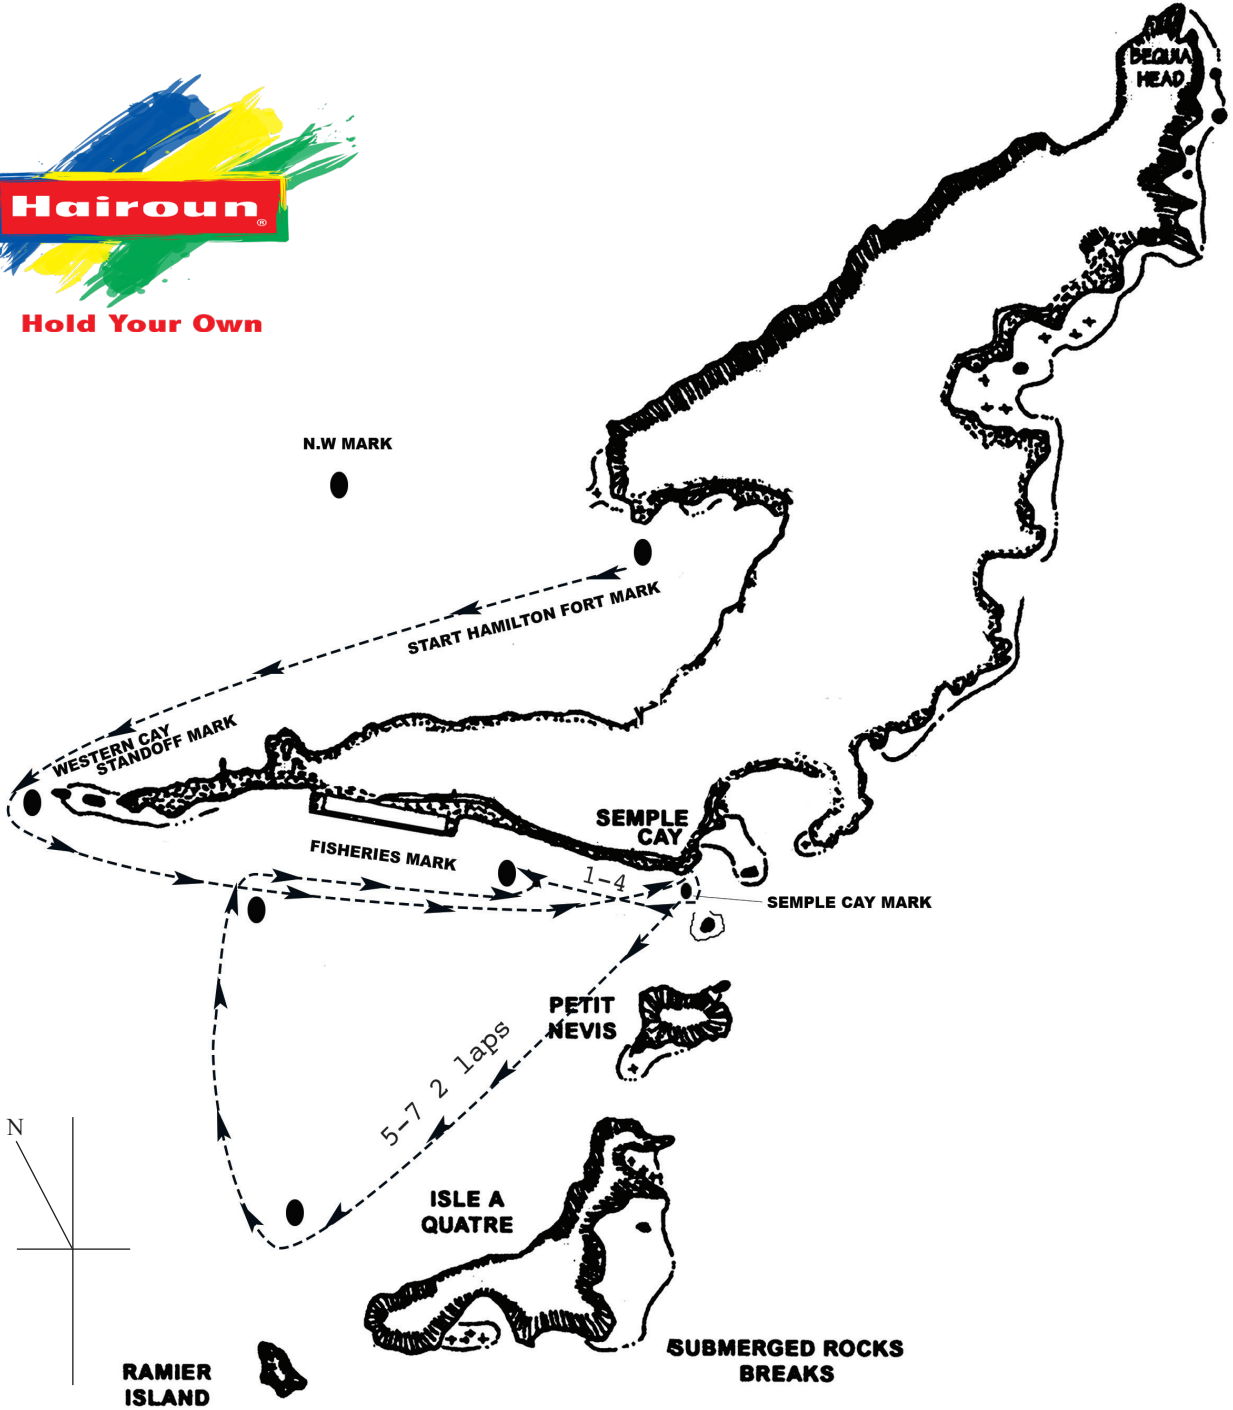 BEQUIA
HEAD
Hairoun®
Hold Your Own
N.W MARK
START HAMILTON FORT MARK
WESTERN CAY
STANDOFF MARK
SEMPLE
CAY
FISHERIES MARK
1-4
SEMPLE CAY MARK
PETIT
NEVIS
5-7 2 laps
N
ISLE A
QUATRE
SUBMERGED ROCKS
BREAKS
RAMIER
ISLAND